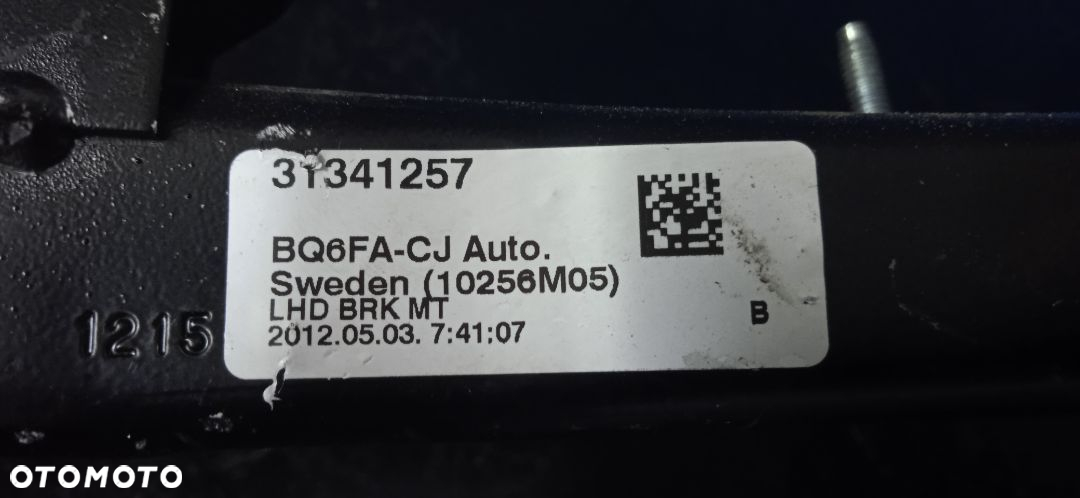 31341257
BQ6FA-CJ Auto.
Sweden (10256M05)
LHD BRK MT
2012.05.03. 7:41:07
B
1215
OTOMOTO